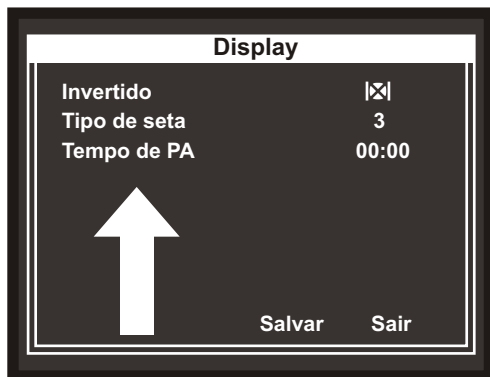 Display
Invertido
Tipo de seta 3
Tempo de PA 00:00
Salvar Sair